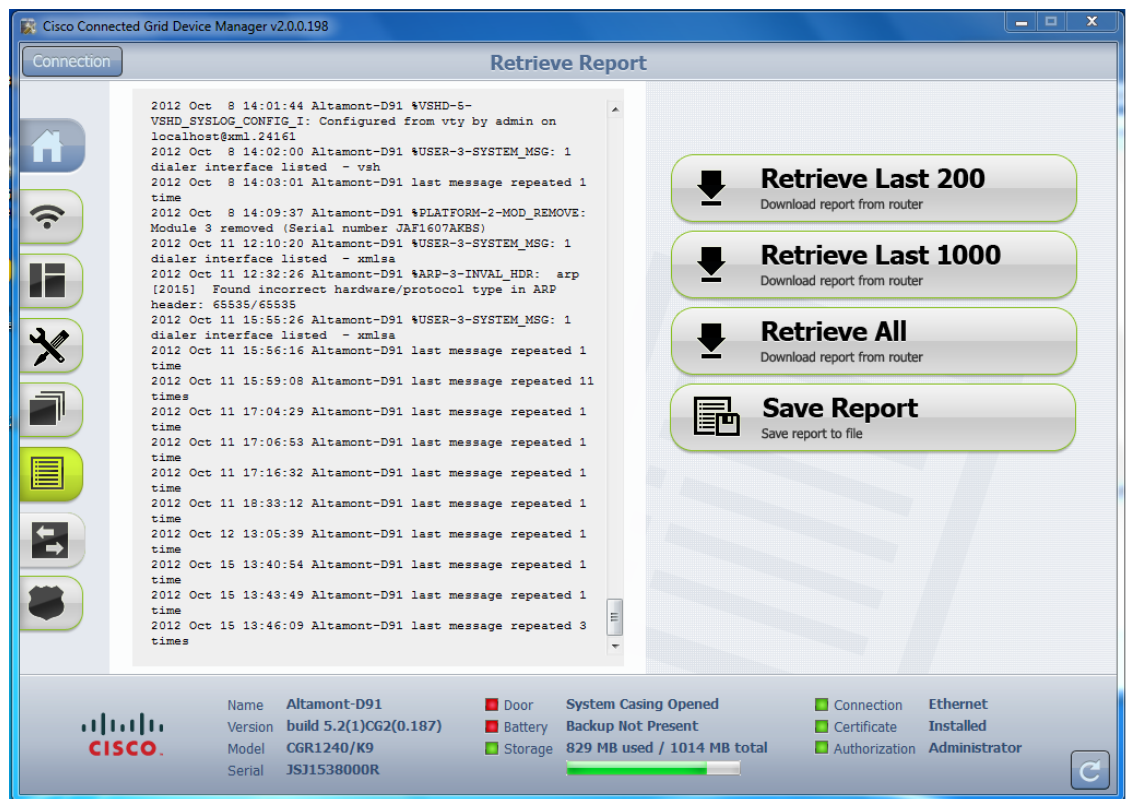 Cisco Connected Grid Device Manager v2.0.0.198
Connection
Retrieve Report
2012 Oct  8 14:01:44 Altamont-D91 %VSHD-5-
VSHD_SYSLOG_CONFIG_I: Configured from vty by admin on
localhost@xml.24161
2012 Oct  8 14:02:00 Altamont-D91 %USER-3-SYSTEM_MSG: 1
dialer interface listed  - vsh
2012 Oct  8 14:03:01 Altamont-D91 last message repeated 1
time
2012 Oct  8 14:09:37 Altamont-D91 %PLATFORM-2-MOD_REMOVE:
Module 3 removed (Serial number JAF1607AKBS)
2012 Oct 11 12:10:20 Altamont-D91 %USER-3-SYSTEM_MSG: 1
dialer interface listed  - xmlsa
2012 Oct 11 12:32:26 Altamont-D91 %ARP-3-INVAL_HDR:  arp
[2015]  Found incorrect hardware/protocol type in ARP
header: 65535/65535
2012 Oct 11 15:55:26 Altamont-D91 %USER-3-SYSTEM_MSG: 1
dialer interface listed  - xmlsa
2012 Oct 11 15:56:16 Altamont-D91 last message repeated 1
time
2012 Oct 11 15:59:08 Altamont-D91 last message repeated 11
times
2012 Oct 11 17:04:29 Altamont-D91 last message repeated 1
time
2012 Oct 11 17:06:53 Altamont-D91 last message repeated 1
time
2012 Oct 11 17:16:32 Altamont-D91 last message repeated 1
time
2012 Oct 11 18:33:12 Altamont-D91 last message repeated 1
time
2012 Oct 12 13:05:39 Altamont-D91 last message repeated 1
time
2012 Oct 15 13:40:54 Altamont-D91 last message repeated 1
time
2012 Oct 15 13:43:49 Altamont-D91 last message repeated 1
time
2012 Oct 15 13:46:09 Altamont-D91 last message repeated 3
times
Retrieve Last 200
Download report from router
Retrieve Last 1000
Download report from router
Retrieve All
Download report from router
Save Report
Save report to file
CISCO.
Name Altamont-D91
Version build 5.2(1)CG2(0.187)
Model CGR1240/K9
Serial JSJ1538000R
Door System Casing Opened
Battery Backup Not Present
Storage 829 MB used / 1014 MB total
Connection Ethernet
Certificate Installed
Authorization Administrator